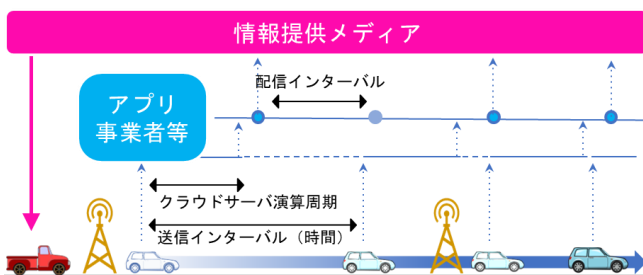 情報提供メディア
配信インターバル
アプリ
事業者等
クラウドサーバ演算周期
送信インターバル（時間）